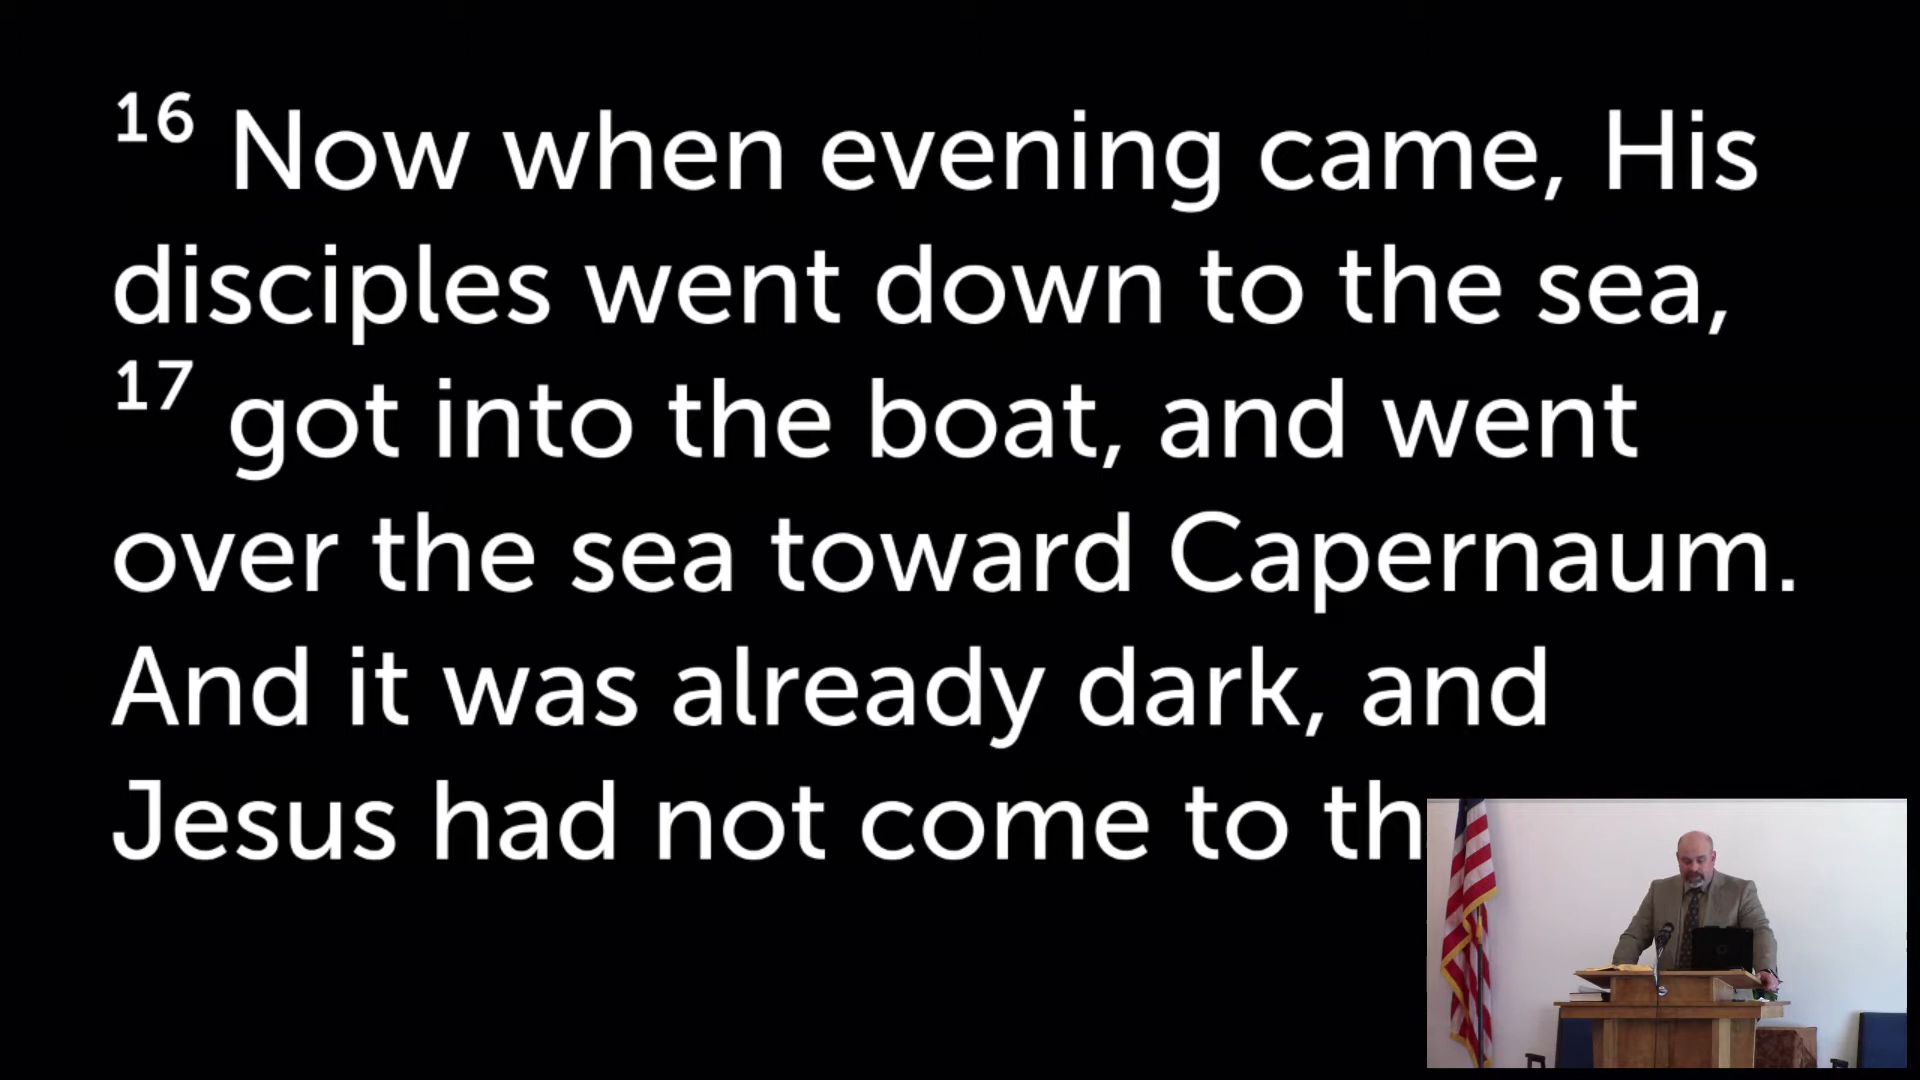 16 Now when evening came, His
disciples went down to the sea,
17 got into the boat, and went
over the sea toward Capernaum.
And it was already dark, and
Jesus had not come to